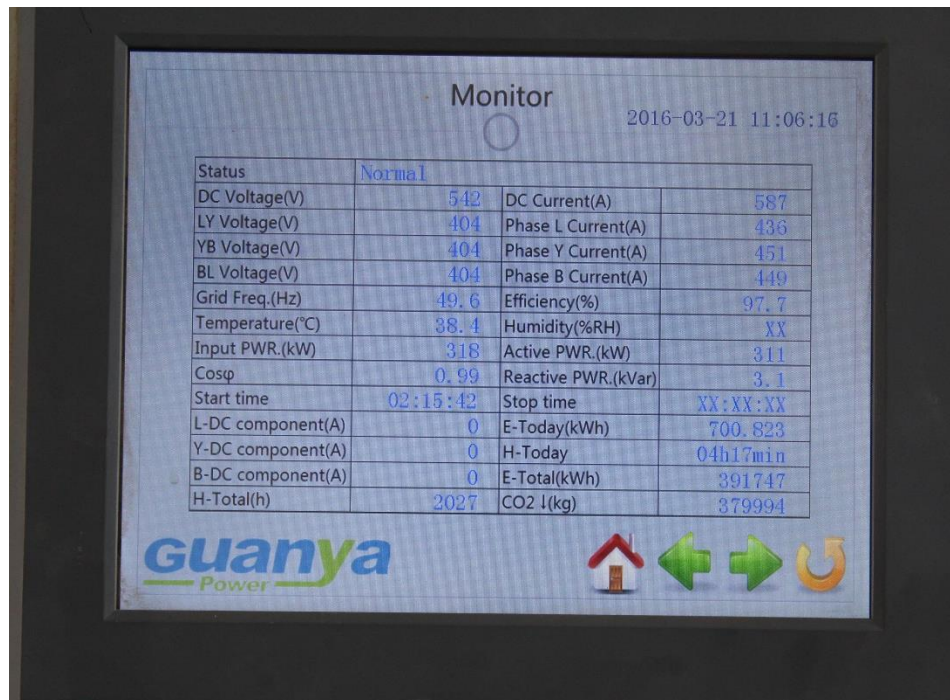 Monitor
2016-03-21 11:06:16
Status Normal
DC Voltage(V) 542 DC Current(A) 587
LY Voltage(V) 404 Phase L Current(A) 436
YB Voltage(V) 404 Phase Y Current(A) 451
BL Voltage(V) 404 Phase B Current(A) 449
Grid Freq.(Hz) 49.6 Efficiency(%) 97.7
Temperature(℃) 38.4 Humidity(%RH) XX
Input PWR.(kW) 318 Active PWR.(kW) 311
Cosφ 0.99 Reactive PWR.(kVar) 3.1
Start time 02:15:42 Stop time XX:XX:XX
L-DC component(A) 0 E-Today(kWh) 700.823
Y-DC component(A) 0 H-Today 04h17min
B-DC component(A) 0 E-Total(kWh) 391747
H-Total(h) 2027 CO2 ↓(kg) 379994
Guanya
Power